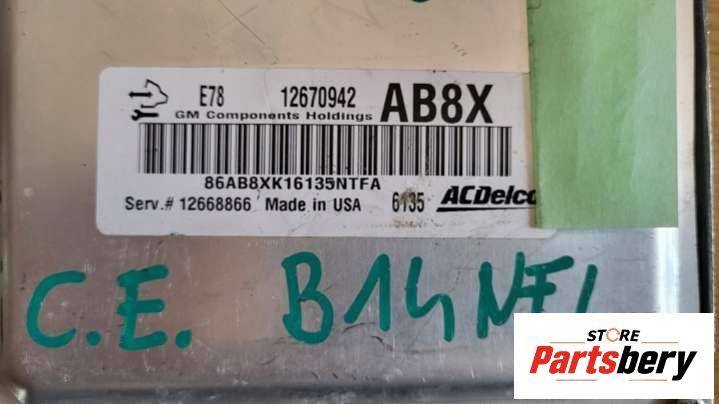 E78 12670942 AB8X
GM Components Holdings
86AB8XK16135NTFA
Serv.# 12668866 Made in USA 6135 ACDelco
C.E. B14NEL
STORE
Partsbery